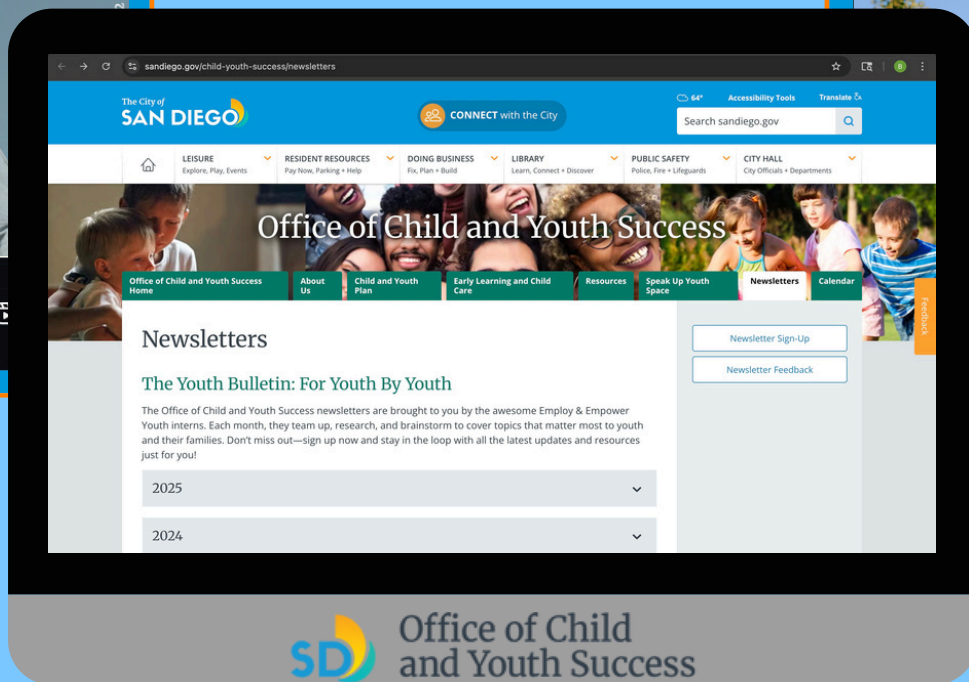 sandiego.gov/child-youth-success/newsletters
The City of
SAN DIEGO
CONNECT with the City
64°
Accessibility Tools
Translate
Search sandiego.gov
LEISURE
Explore, Play, Events
RESIDENT RESOURCES
Pay Now, Parking + Help
DOING BUSINESS
Fix, Plan + Build
LIBRARY
Learn, Connect + Discover
PUBLIC SAFETY
Police, Fire + Lifeguards
CITY HALL
City Officials + Departments
Office of Child and Youth Success
Office of Child and Youth Success
Home
About
Us
Child and Youth
Plan
Early Learning and Child
Care
Resources
Speak Up Youth
Space
Newsletters
Calendar
Feedback
Newsletters
Newsletter Sign-Up
Newsletter Feedback
The Youth Bulletin: For Youth By Youth
The Office of Child and Youth Success newsletters are brought to you by the awesome Employ & Empower
Youth interns. Each month, they team up, research, and brainstorm to cover topics that matter most to youth
and their families. Don't miss out—sign up now and stay in the loop with all the latest updates and resources
just for you!
2025
2024
SD
Office of Child
and Youth Success